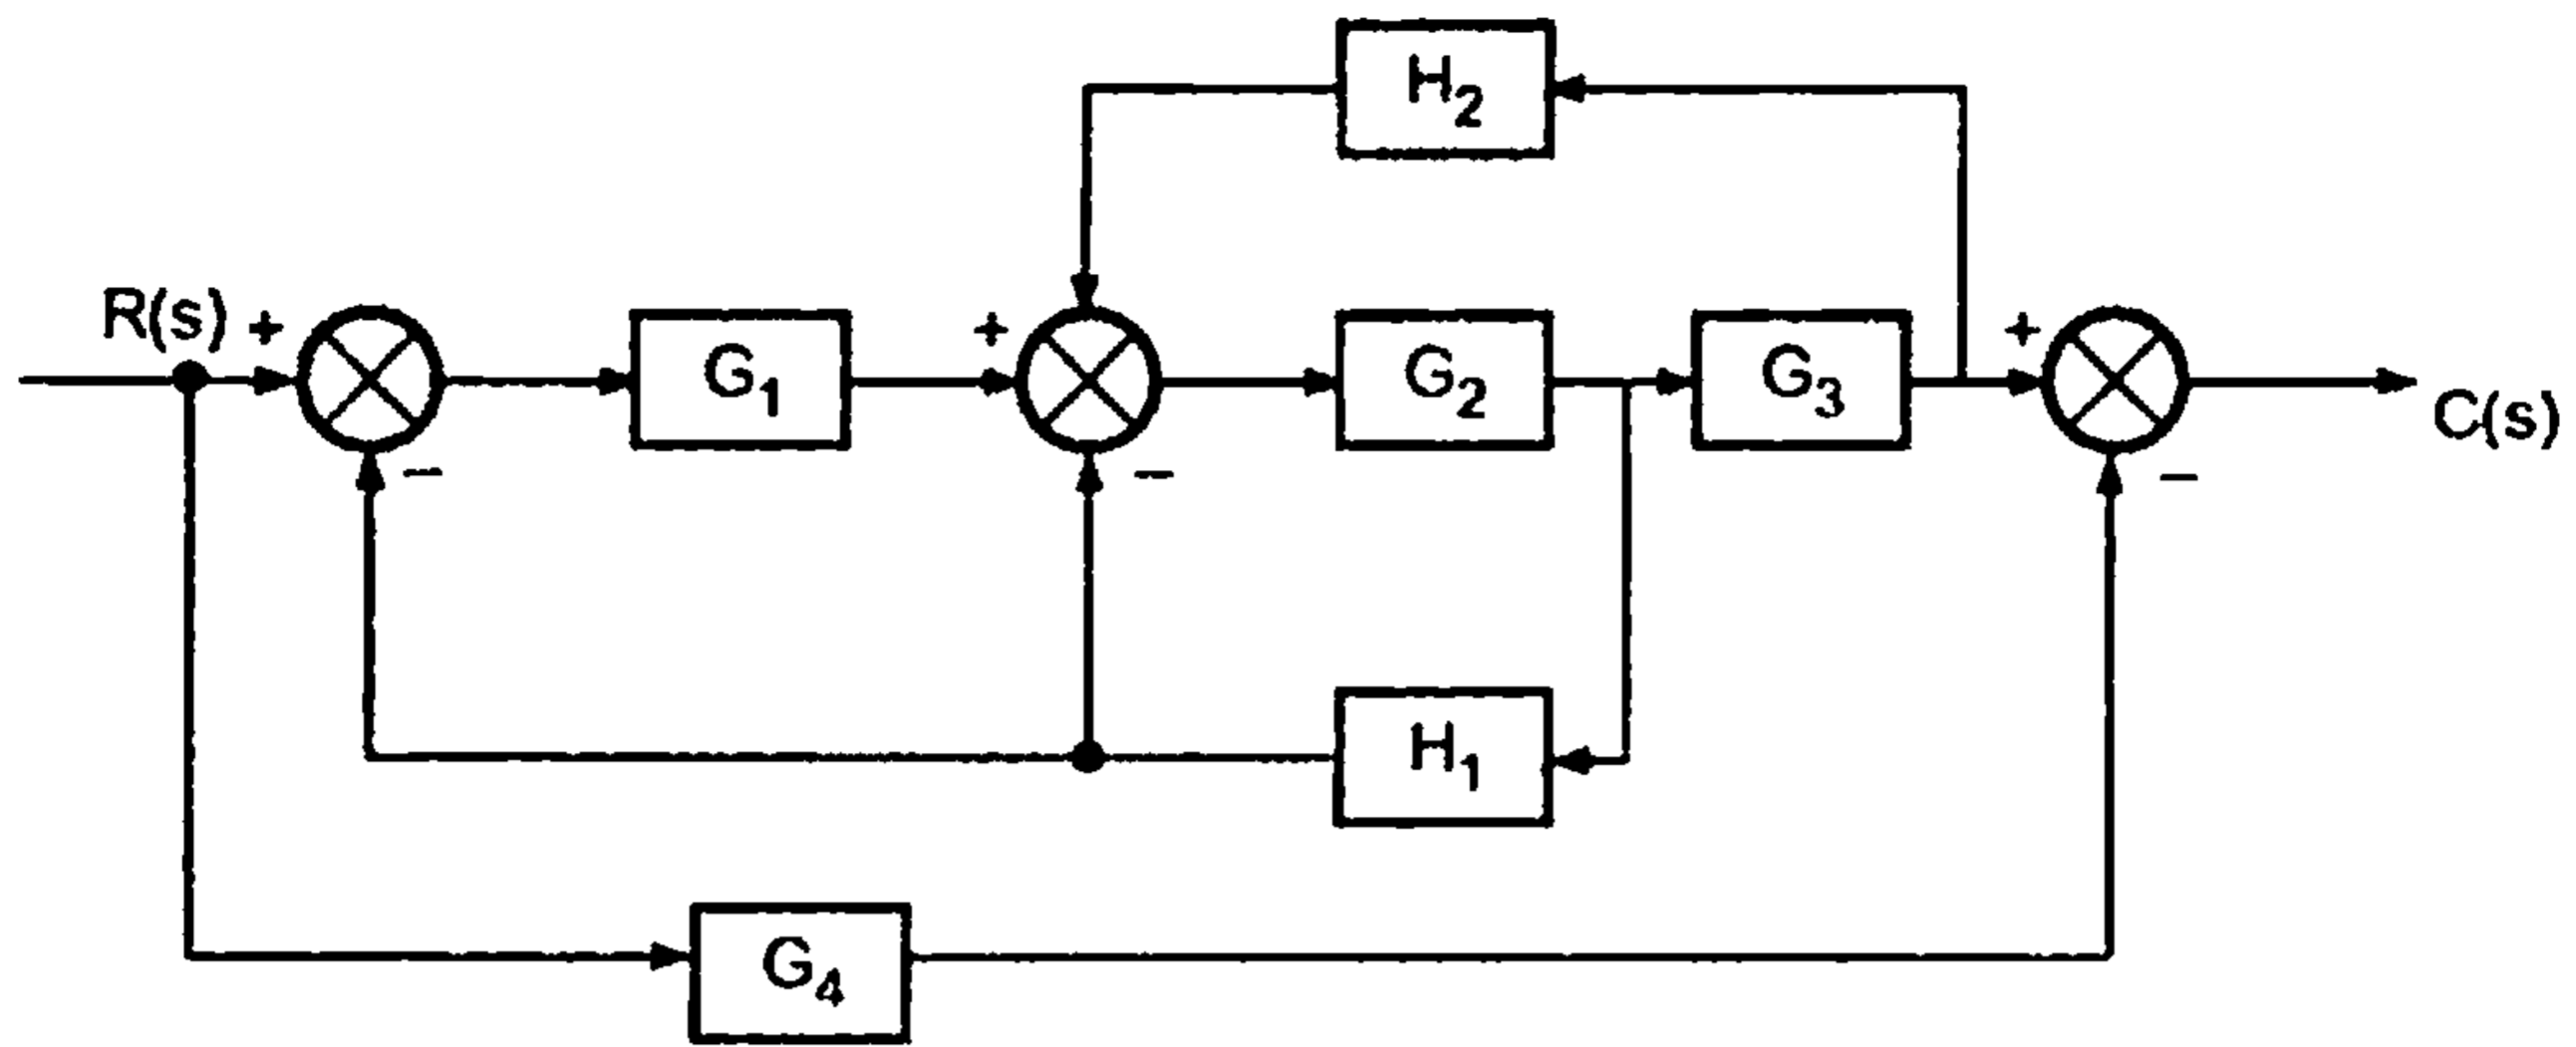 H2
R(s) + G1 + G2 G3 + C(s)
− − −
H1
G4